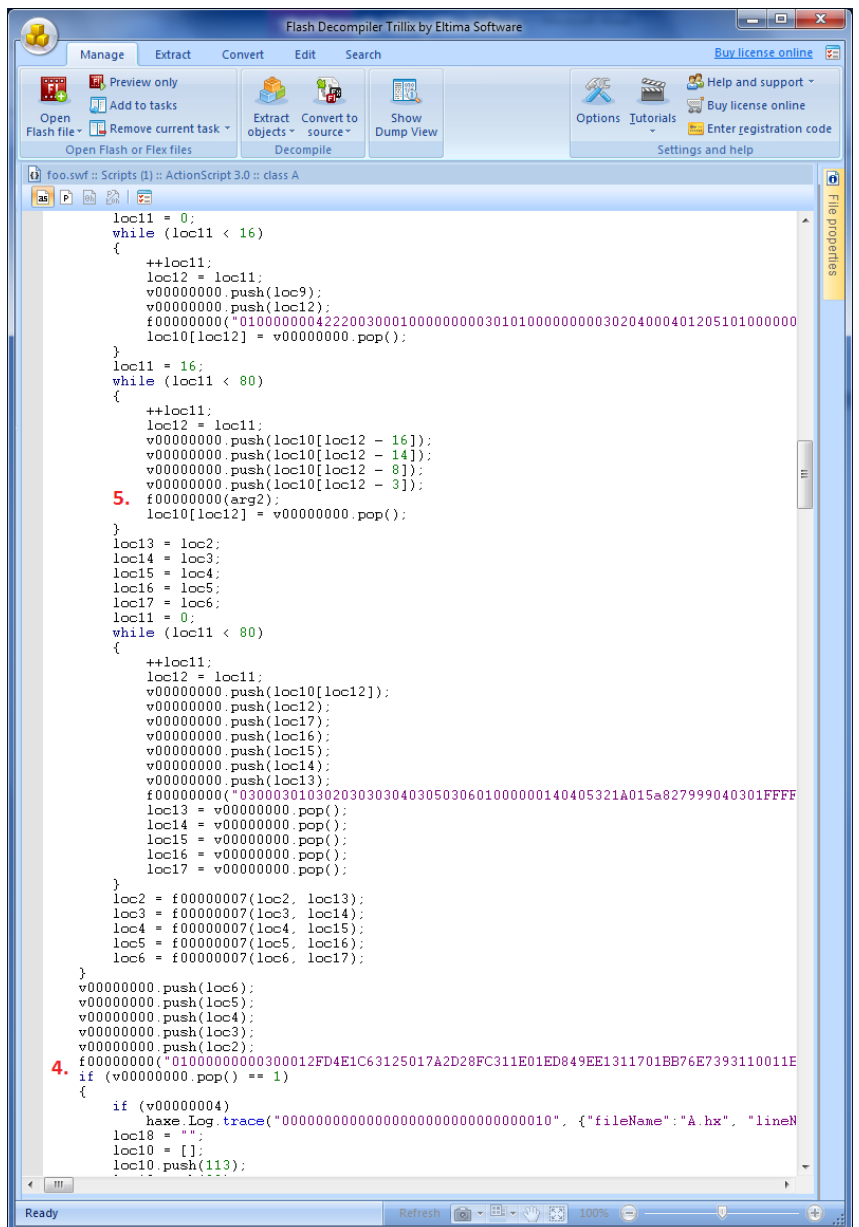 Flash Decompiler Trillix by Eltima Software
Manage Extract Convert Edit Search Buy license online
Preview only
Add to tasks
Remove current task
Open Flash file
Extract objects
Convert to source
Show Dump View
Options
Tutorials
Help and support
Buy license online
Enter registration code
Open Flash or Flex files
Decompile
Settings and help
foo.swf :: Scripts (1) :: ActionScript 3.0 :: class A
File properties
loc11 = 0;
while (loc11 < 16)
{
++loc11;
loc12 = loc11;
v00000000.push(loc9);
v00000000.push(loc12);
f00000000("010000000422200300010000000003010100000000030204000401205101000000
loc10[loc12] = v00000000.pop();
}
loc11 = 16;
while (loc11 < 80)
{
++loc11;
loc12 = loc11;
v00000000.push(loc10[loc12 - 16]);
v00000000.push(loc10[loc12 - 14]);
v00000000.push(loc10[loc12 - 8]);
v00000000.push(loc10[loc12 - 3]);
5. f00000000(arg2);
loc10[loc12] = v00000000.pop();
}
loc13 = loc2;
loc14 = loc3;
loc15 = loc4;
loc16 = loc5;
loc17 = loc6;
loc11 = 0;
while (loc11 < 80)
{
++loc11;
loc12 = loc11;
v00000000.push(loc10[loc12]);
v00000000.push(loc12);
v00000000.push(loc17);
v00000000.push(loc16);
v00000000.push(loc15);
v00000000.push(loc14);
v00000000.push(loc13);
f00000000("03000301030203030304030503060100000014040532​1A015a827999040301FFFF
loc13 = v00000000.pop();
loc14 = v00000000.pop();
loc15 = v00000000.pop();
loc16 = v00000000.pop();
loc17 = v00000000.pop();
}
loc2 = f00000007(loc2, loc13);
loc3 = f00000007(loc3, loc14);
loc4 = f00000007(loc4, loc15);
loc5 = f00000007(loc5, loc16);
loc6 = f00000007(loc6, loc17);
}
v00000000.push(loc6);
v00000000.push(loc5);
v00000000.push(loc4);
v00000000.push(loc3);
v00000000.push(loc2);
4. f00000000("01000000000300012FD4E1C63125017A2D28FC311E01ED849EE1311701BB76E7393110011E
if (v00000000.pop() == 1)
{
if (v00000004)
haxe.Log.trace("00000000000000000000000000000010", {"fileName":"A.hx", "lineN
loc18 = "";
loc10 = [];
loc10.push(113);
Ready
Refresh
100%